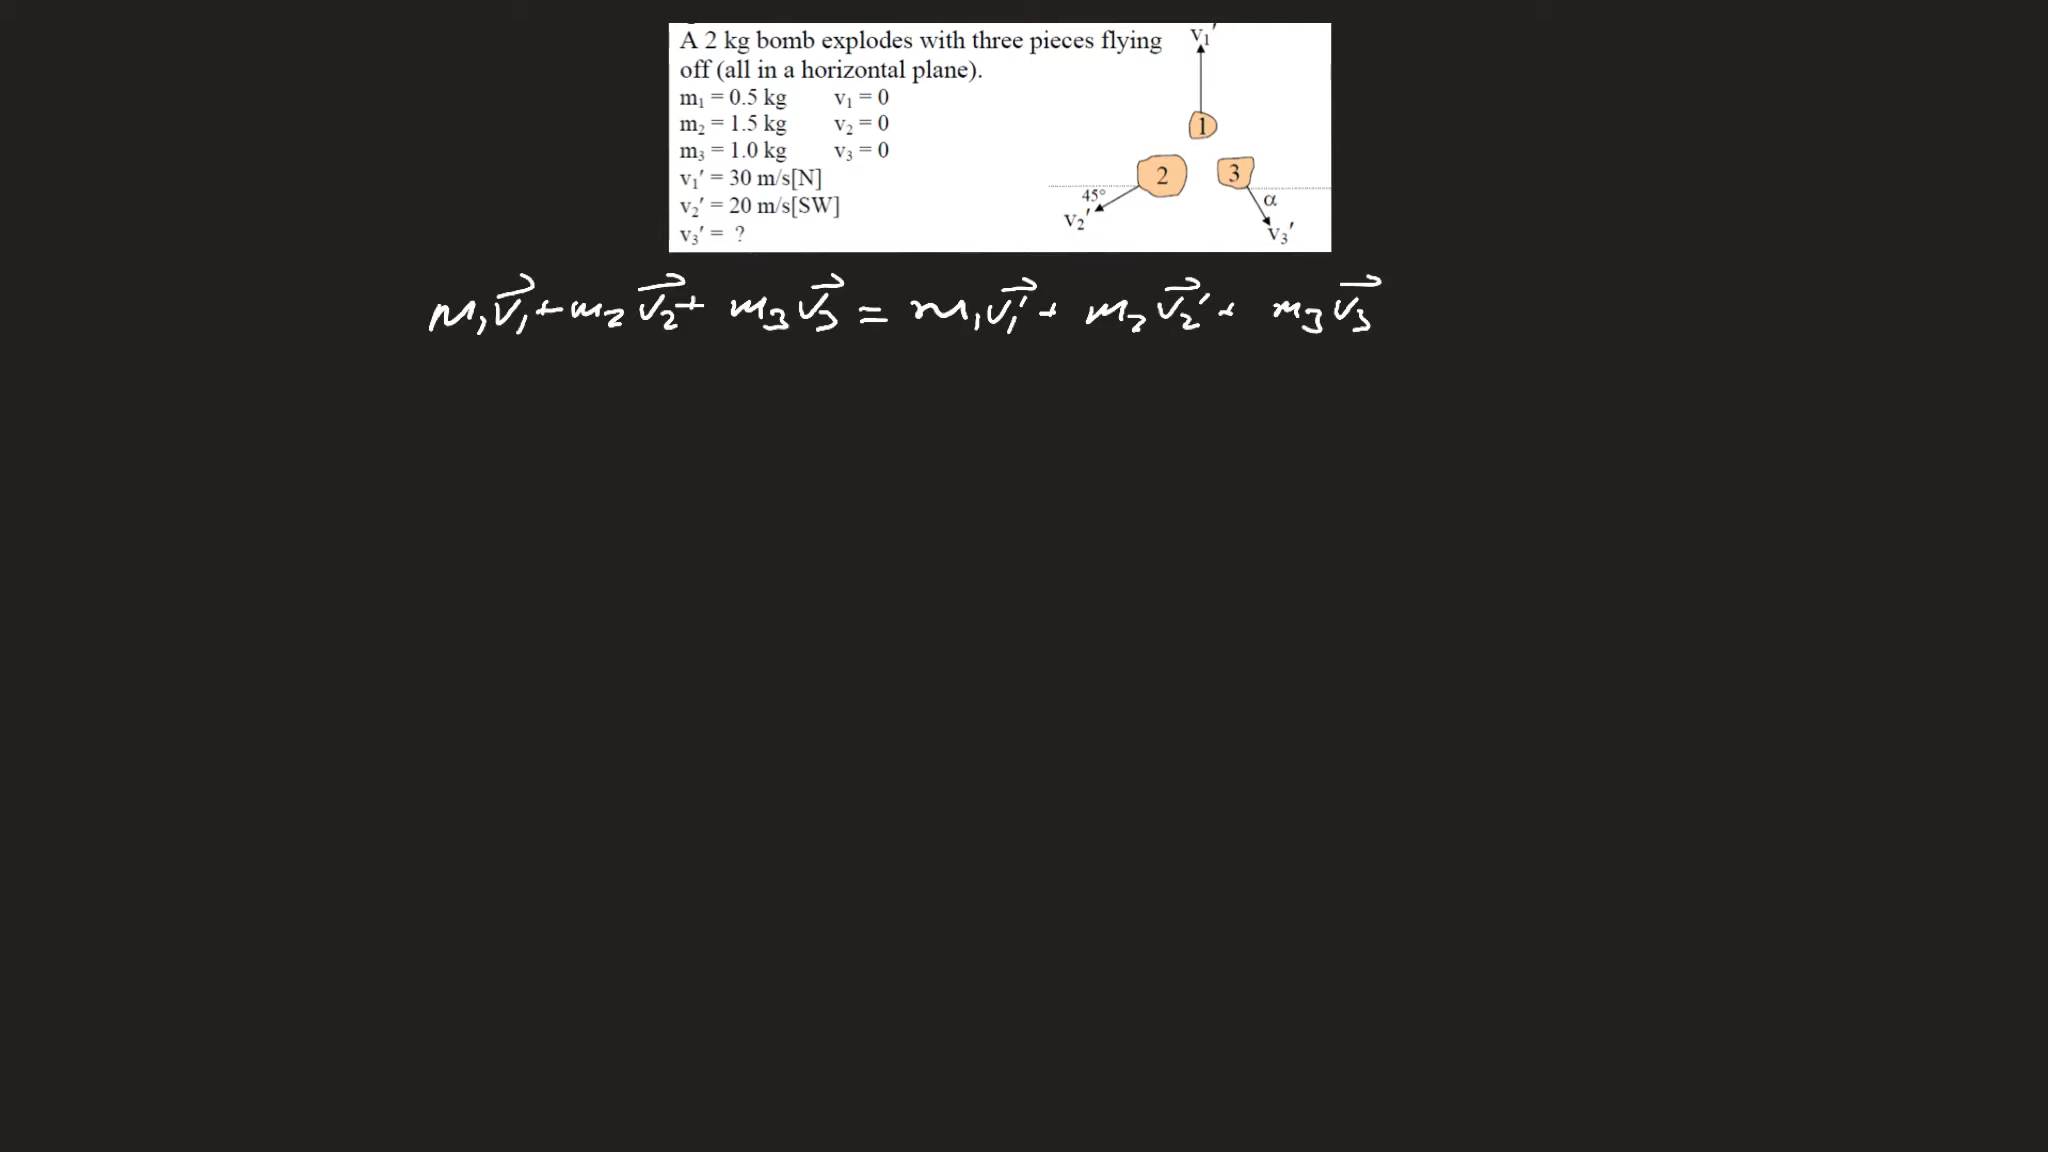 A 2 kg bomb explodes with three pieces flying
off (all in a horizontal plane).
m₁ = 0.5 kg v₁ = 0
m₂ = 1.5 kg v₂ = 0
m₃ = 1.0 kg v₃ = 0
v₁′ = 30 m/s[N]
v₂′ = 20 m/s[SW]
v₃′ = ?
v₁′
1
2
3
45°
α
v₂′
v₃′
m₁v⃗₁ + m₂v⃗₂ + m₃v⃗₃ = m₁v⃗₁′ + m₂v⃗₂′ + m₃v⃗₃